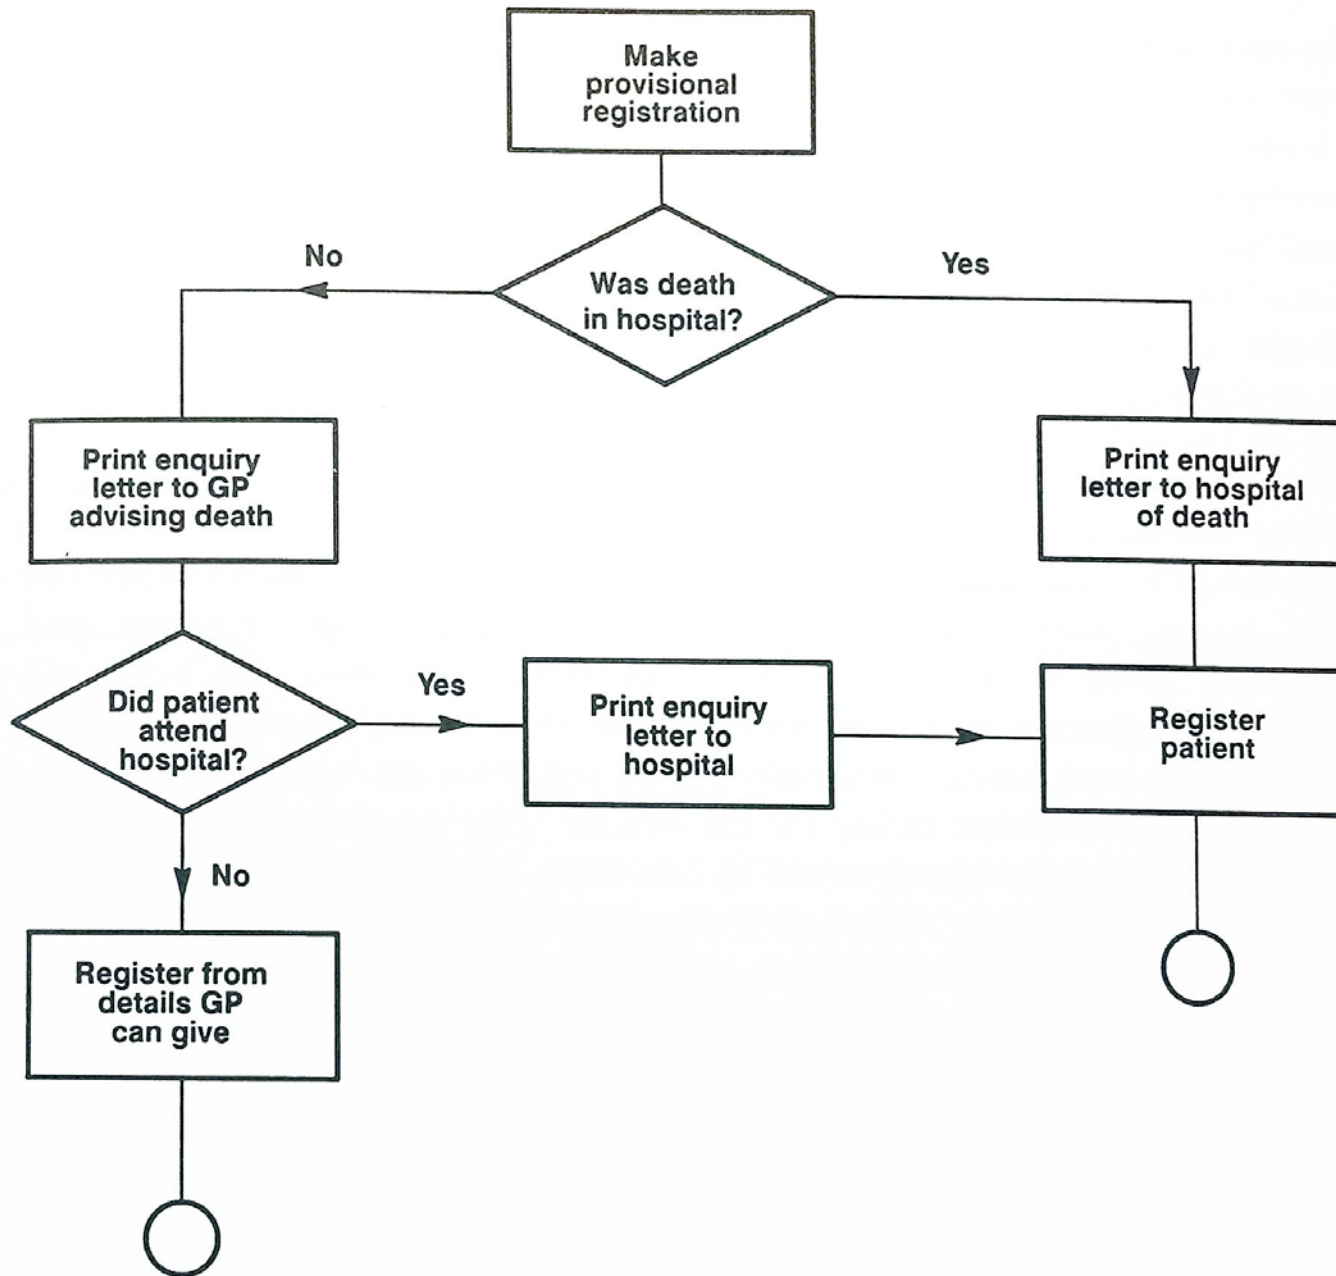 Make
provisional
registration
No
Yes
Was death
in hospital?
Print enquiry
letter to GP
advising death
Print enquiry
letter to hospital
of death
Did patient
attend
hospital?
Yes
Print enquiry
letter to
hospital
Register
patient
No
Register from
details GP
can give